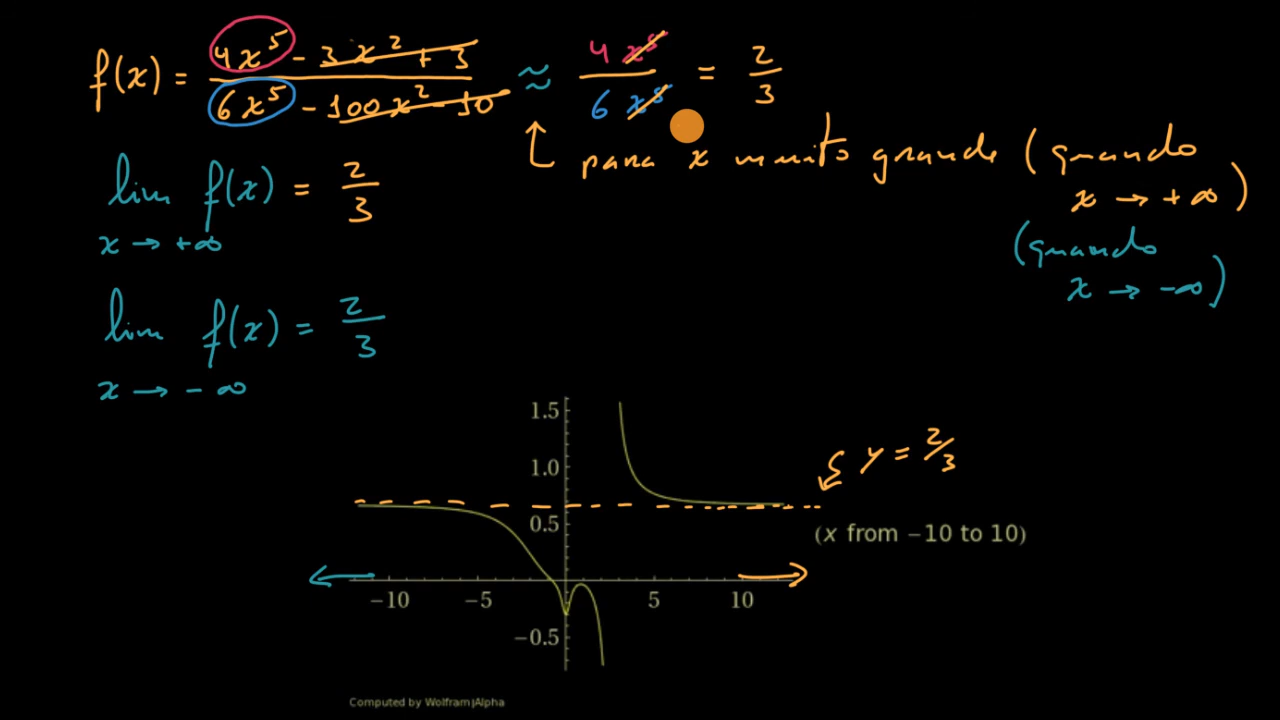 f(x) = (4x⁵ - 3x² + 3)/(6x⁵ - 100x² - 10) ≈ 4x⁵/6x⁵ = 2/3
para x muito grande (quando
x → +∞)
(quando
x → -∞)
lim f(x) = 2/3
x → +∞
lim f(x) = 2/3
x → -∞
1.5
1.0
0.5
-0.5
y = 2/3
(x from −10 to 10)
−10 −5 5 10
Computed by Wolfram|Alpha